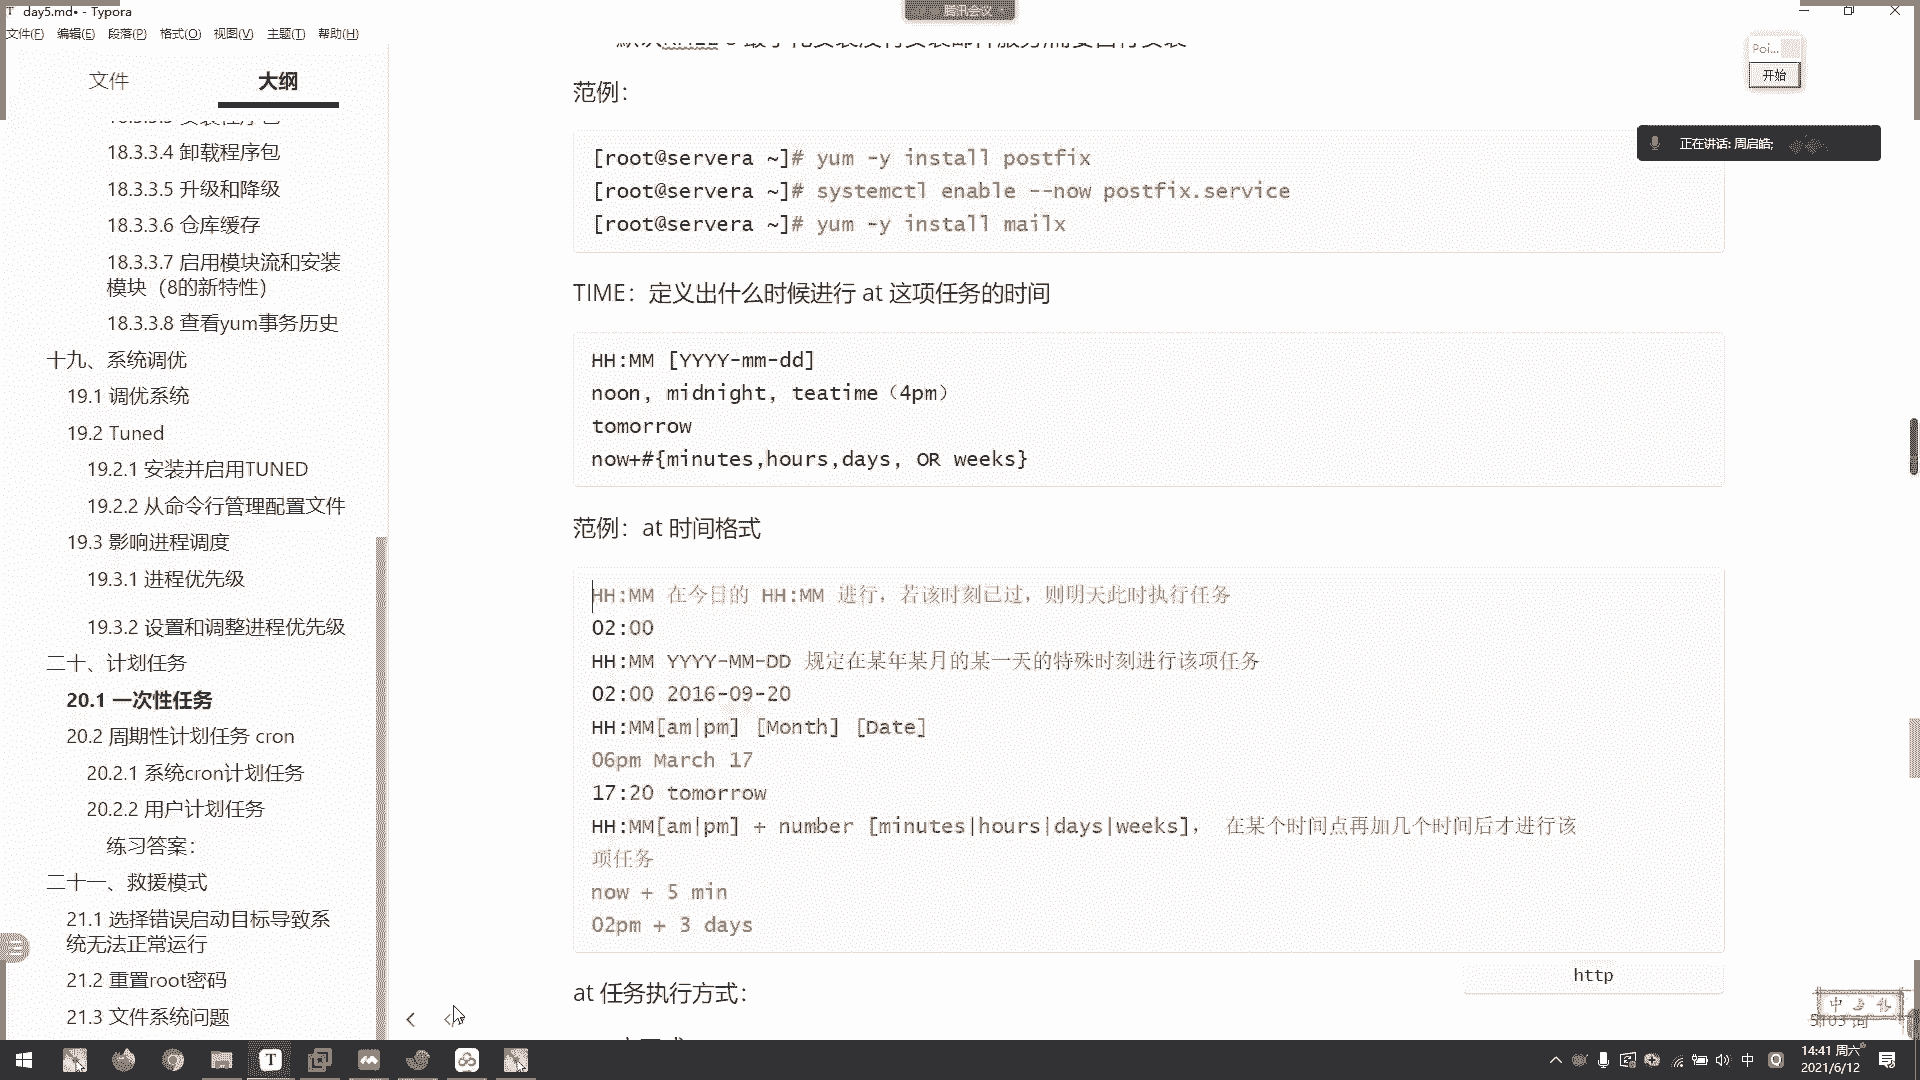 day5.md• - Typora
腾讯会议
文件(F) 编辑(E) 段落(P) 格式(O) 视图(V) 主题(T) 帮助(H)
文件
大纲
18.3.3.4 卸载程序包
18.3.3.5 升级和降级
18.3.3.6 仓库缓存
18.3.3.7 启用模块流和安装
模块（8的新特性）
18.3.3.8 查看yum事务历史
十九、系统调优
19.1 调优系统
19.2 Tuned
19.2.1 安装并启用TUNED
19.2.2 从命令行管理配置文件
19.3 影响进程调度
19.3.1 进程优先级
19.3.2 设置和调整进程优先级
二十、计划任务
20.1 一次性任务
20.2 周期性计划任务 cron
20.2.1 系统cron计划任务
20.2.2 用户计划任务
练习答案：
二十一、救援模式
21.1 选择错误启动目标导致系
统无法正常运行
21.2 重置root密码
21.3 文件系统问题
范例：
[root@servera ~]# yum -y install postfix
[root@servera ~]# systemctl enable --now postfix.service
[root@servera ~]# yum -y install mailx
TIME：定义出什么时候进行 at 这项任务的时间
HH:MM [YYYY-mm-dd]
noon, midnight, teatime（4pm）
tomorrow
now+#{minutes,hours,days, OR weeks}
范例：at 时间格式
HH:MM 在今日的 HH:MM 进行，若该时刻已过，则明天此时执行任务
02:00
HH:MM YYYY-MM-DD 规定在某年某月的某一天的特殊时刻进行该项任务
02:00 2016-09-20
HH:MM[am|pm] [Month] [Date]
06pm March 17
17:20 tomorrow
HH:MM[am|pm] + number [minutes|hours|days|weeks]， 在某个时间点再加几个时间后才进行该
项任务
now + 5 min
02pm + 3 days
http
at 任务执行方式：
Poi...
开始
正在讲话: 周启皓;
中
14:41 周六
2021/6/12